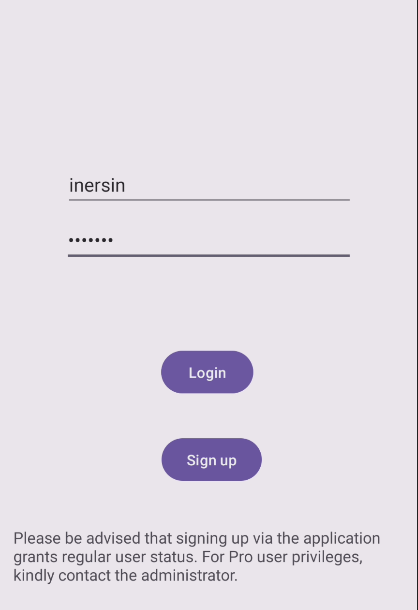 inersin
•••••••
Login
Sign up
Please be advised that signing up via the application
grants regular user status. For Pro user privileges,
kindly contact the administrator.